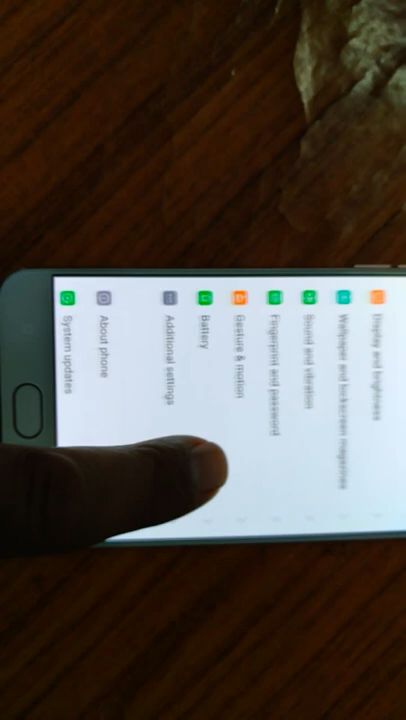 Display and brightness
Wallpaper and lockscreen magazines
Sound and vibration
Fingerprint and password
Gesture & motion
Battery
Additional settings
About phone
System updates